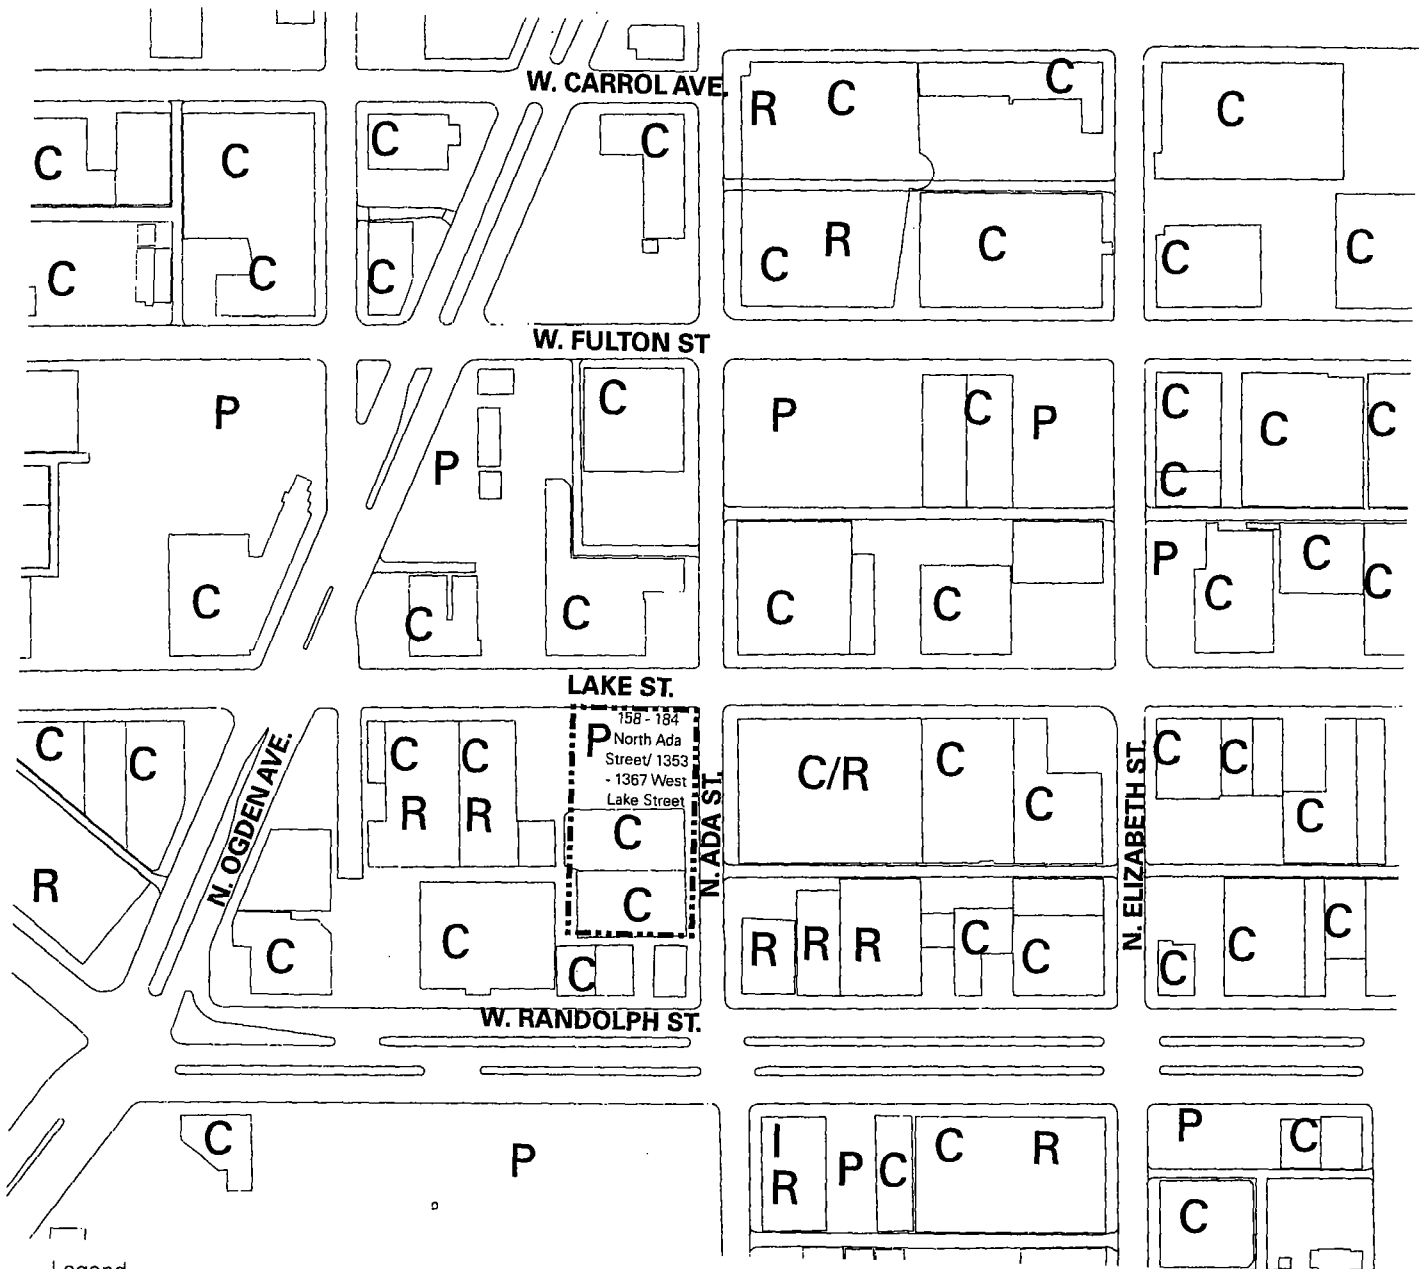 W. CARROL AVE.
R C C C
C C C C
C R C C C
C C C
W. FULTON ST
P P C P C P C C C
C
C C C C C P C C C
LAKE ST.
158 - 184
North Ada
Street/ 1353
- 1367 West
Lake Street
P
C
C
C C C C
R R
C/R C C C C C
N. OGDEN AVE.
N. ADA ST.
N. ELIZABETH ST.
R C C C
R R R C C C C C
W. RANDOLPH ST.
C P I R P C C R P C
C
Legend